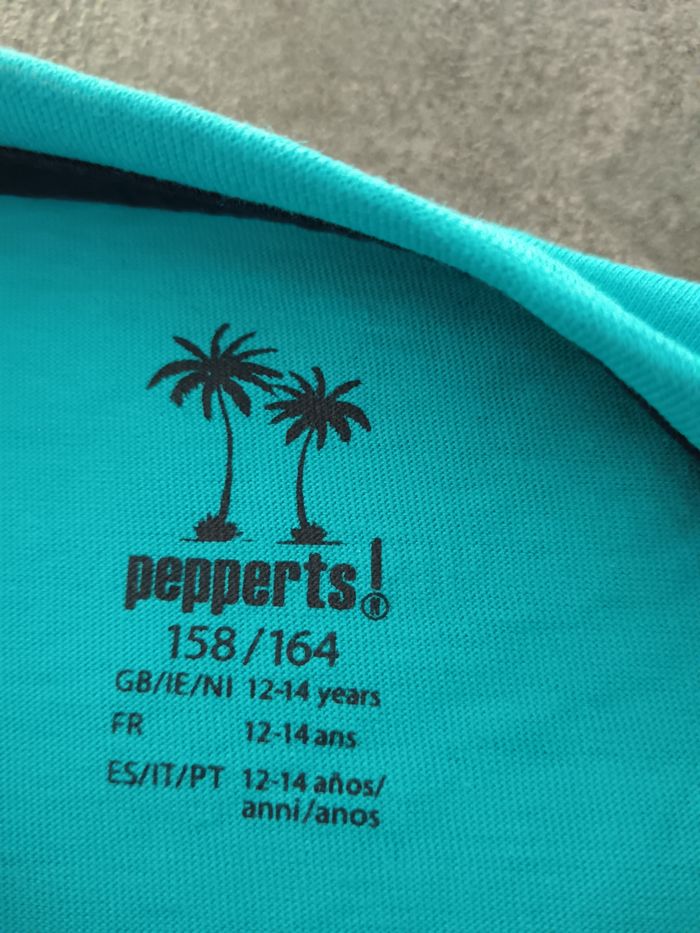 pepperts!®
158/164
GB/IE/NI 12-14 years
FR 12-14 ans
ES/IT/PT 12-14 años/
anni/anos